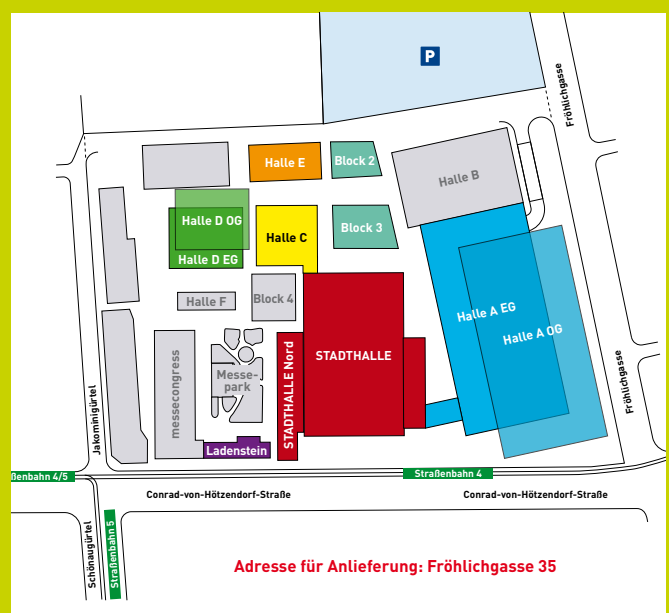 P
Fröhlichgasse
Halle E
Block 2
Halle B
Halle D OG
Halle C
Block 3
Halle D EG
Halle F
Block 4
Halle A EG
Halle A OG
STADTHALLE
STADTHALLE Nord
Messe-
park
messecongress
Ladenstein
Jakominigürtel
Fröhlichgasse
ßenbahn 4/5
Straßenbahn 4
Conrad-von-Hötzendorf-Straße
Conrad-von-Hötzendorf-Straße
Schönaugürtel
Straßenbahn 5
Adresse für Anlieferung: Fröhlichgasse 35